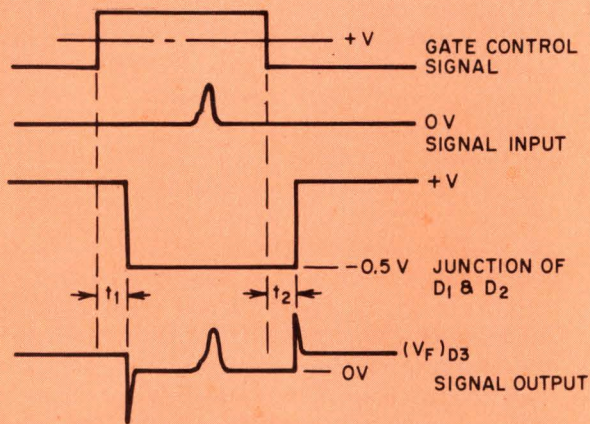 +V
GATE CONTROL
SIGNAL
0V
SIGNAL INPUT
+V
-0.5 V
JUNCTION OF
D1 & D2
t1
t2
(VF)D3
0V
SIGNAL OUTPUT